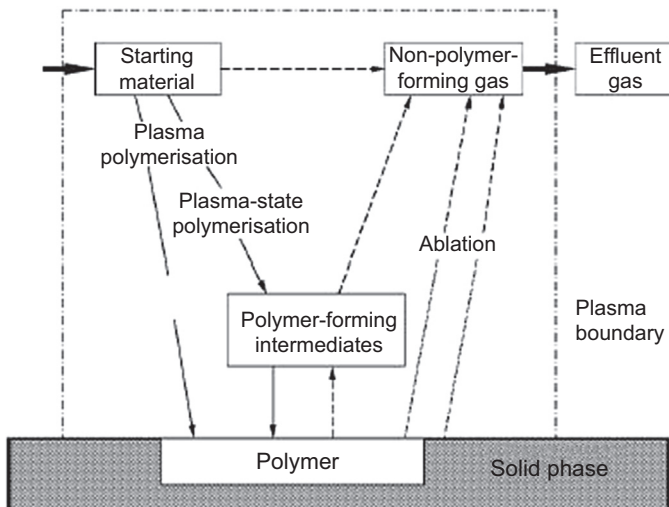 Starting
material
Non-polymer-
forming gas
Effluent
gas
Plasma
polymerisation
Plasma-state
polymerisation
Ablation
Polymer-forming
intermediates
Plasma
boundary
Polymer
Solid phase